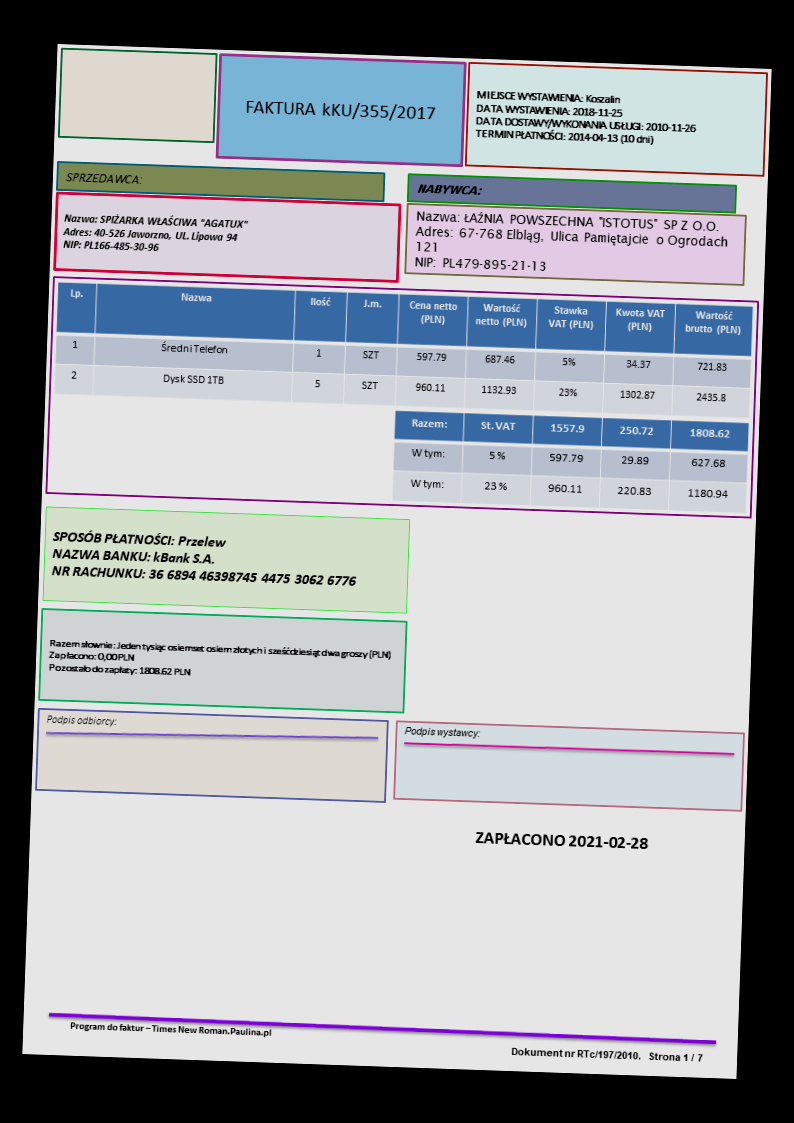 FAKTURA kKU/355/2017
MIEJSCE WYSTAWIENIA: Koszalin
DATA WYSTAWIENIA: 2018-11-25
DATA DOSTAWY/WYKONANIA USŁUGI: 2010-11-26
TERMIN PŁATNOŚCI: 2014-04-13 (10 dni)
SPRZEDAWCA:
Nazwa: SPIŻARKA WŁAŚCIWA "AGATUX"
Adres: 40-526 Jaworzno, UL. Lipowa 94
NIP: PL166-485-30-96
NABYWCA:
Nazwa: ŁAŹNIA POWSZECHNA "ISTOTUS" SP Z O.O.
Adres: 67-768 Elbląg, Ulica Pamiętajcie o Ogrodach
121
NIP: PL479-895-21-13
Lp. Nazwa Ilość J.m. Cena netto (PLN) Wartość netto (PLN) Stawka VAT (PLN) Kwota VAT (PLN) Wartość brutto (PLN)
1 Średni Telefon 1 SZT 597.79 687.46 5% 34.37 721.83
2 Dysk SSD 1TB 5 SZT 960.11 1132.93 23% 1302.87 2435.8
Razem: St. VAT 1557.9 250.72 1808.62
W tym: 5 % 597.79 29.89 627.68
W tym: 23 % 960.11 220.83 1180.94
SPOSÓB PŁATNOŚCI: Przelew
NAZWA BANKU: kBank S.A.
NR RACHUNKU: 36 6894 46398745 4475 3062 6776
Razem słownie: Jeden tysiąc osiemset osiem złotych i sześćdziesiąt dwa groszy (PLN)
Zapłacono: 0,00 PLN
Pozostało do zapłaty: 1808.62 PLN
Podpis odbiorcy:
Podpis wystawcy:
ZAPŁACONO 2021-02-28
Program do faktur – Times New Roman.Paulina.pl
Dokument nr RTc/197/2010. Strona 1 / 7